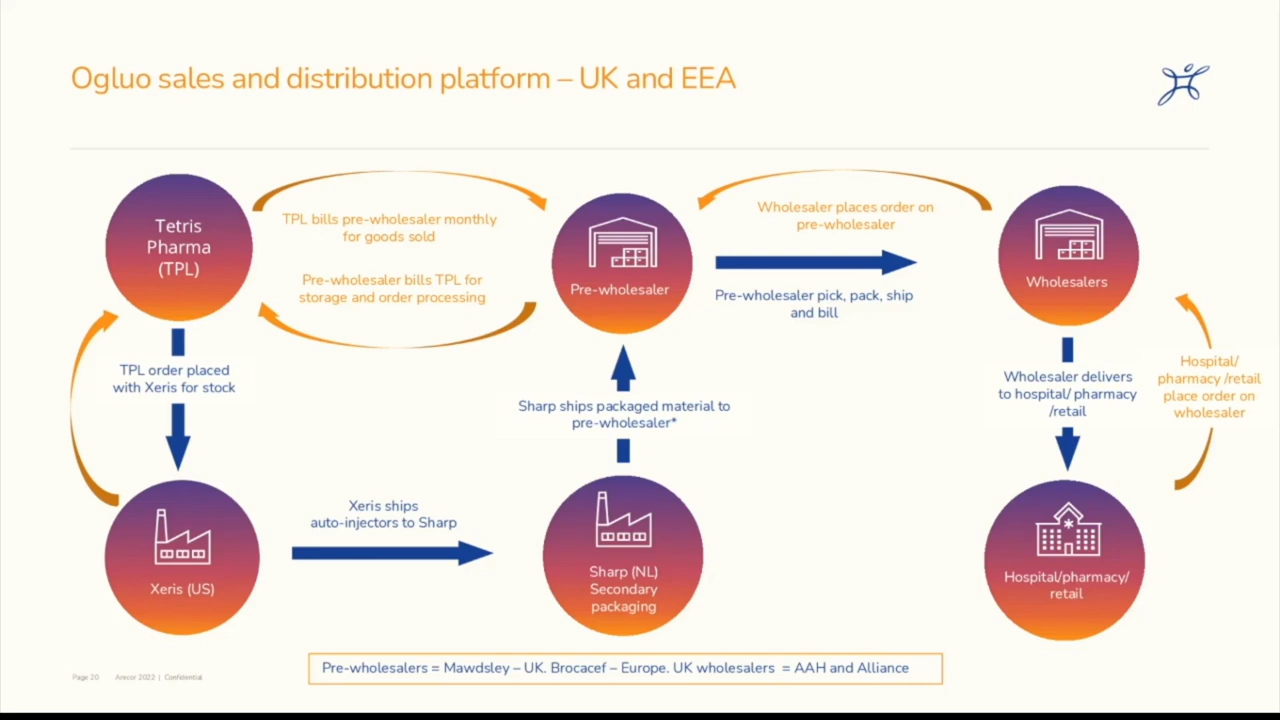 Ogluo sales and distribution platform – UK and EEA
Tetris
Pharma
(TPL)
TPL bills pre-wholesaler monthly
for goods sold
Pre-wholesaler bills TPL for
storage and order processing
Pre-wholesaler
Wholesaler places order on
pre-wholesaler
Pre-wholesaler pick, pack, ship
and bill
Wholesalers
TPL order placed
with Xeris for stock
Sharp ships packaged material to
pre-wholesaler*
Wholesaler delivers
to hospital/ pharmacy
/retail
Hospital/
pharmacy /retail
place order on
wholesaler
Xeris (US)
Xeris ships
auto-injectors to Sharp
Sharp (NL)
Secondary
packaging
Hospital/pharmacy/
retail
Pre-wholesalers = Mawdsley – UK. Brocacef – Europe. UK wholesalers = AAH and Alliance
Page 20 Arecor 2022 | Confidential